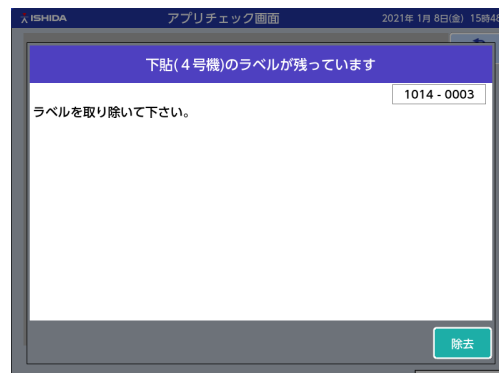 ISHIDA
アプリチェック画面
2021年 1月 8日(金) 15時48
下貼(４号機)のラベルが残っています
1014 - 0003
ラベルを取り除いて下さい。
除去